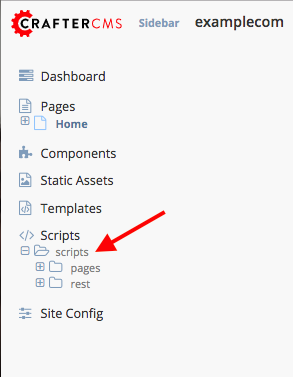 CRAFTERCMS Sidebar examplecom
Dashboard
Pages
Home
Components
Static Assets
Templates
Scripts
scripts
pages
rest
Site Config